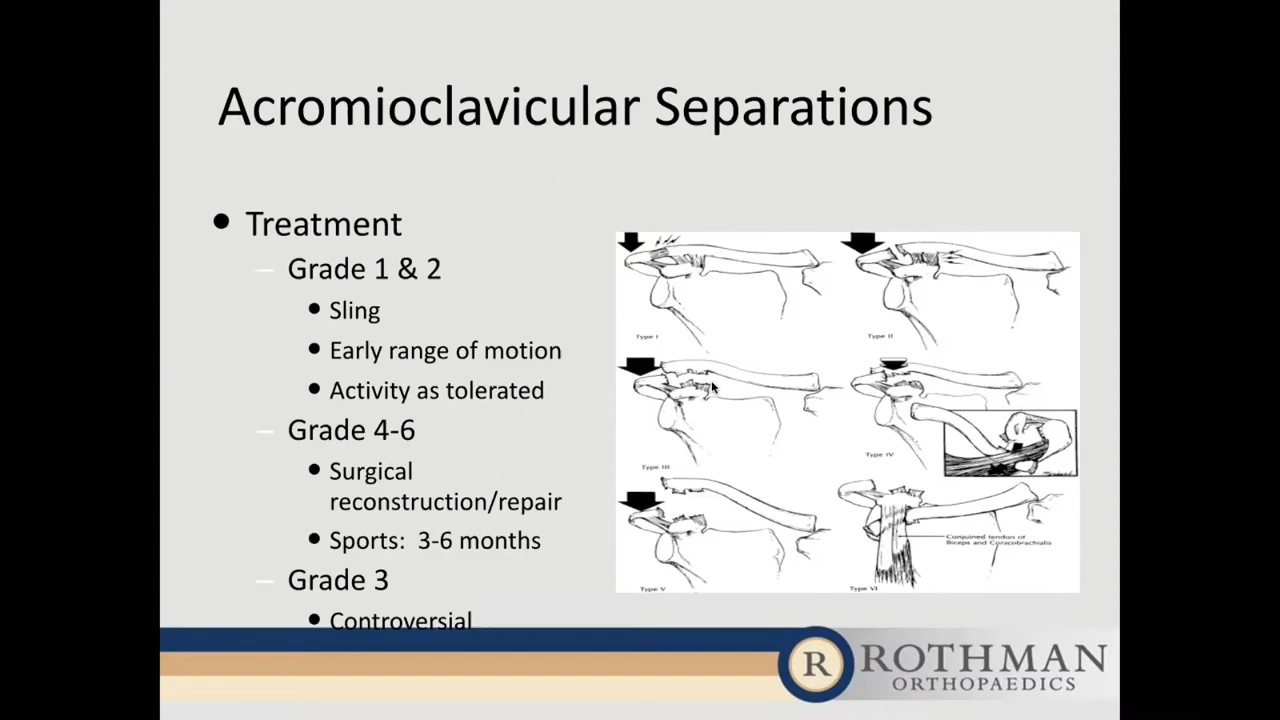 Acromioclavicular Separations
• Treatment
– Grade 1 & 2
• Sling
• Early range of motion
• Activity as tolerated
– Grade 4-6
• Surgical
reconstruction/repair
• Sports: 3-6 months
– Grade 3
• Controversial
Type I
Type II
Type III
Type IV
Type V
Type VI
Conjoined tendon of
Biceps and Coracobrachialis
R
ROTHMAN
ORTHOPAEDICS